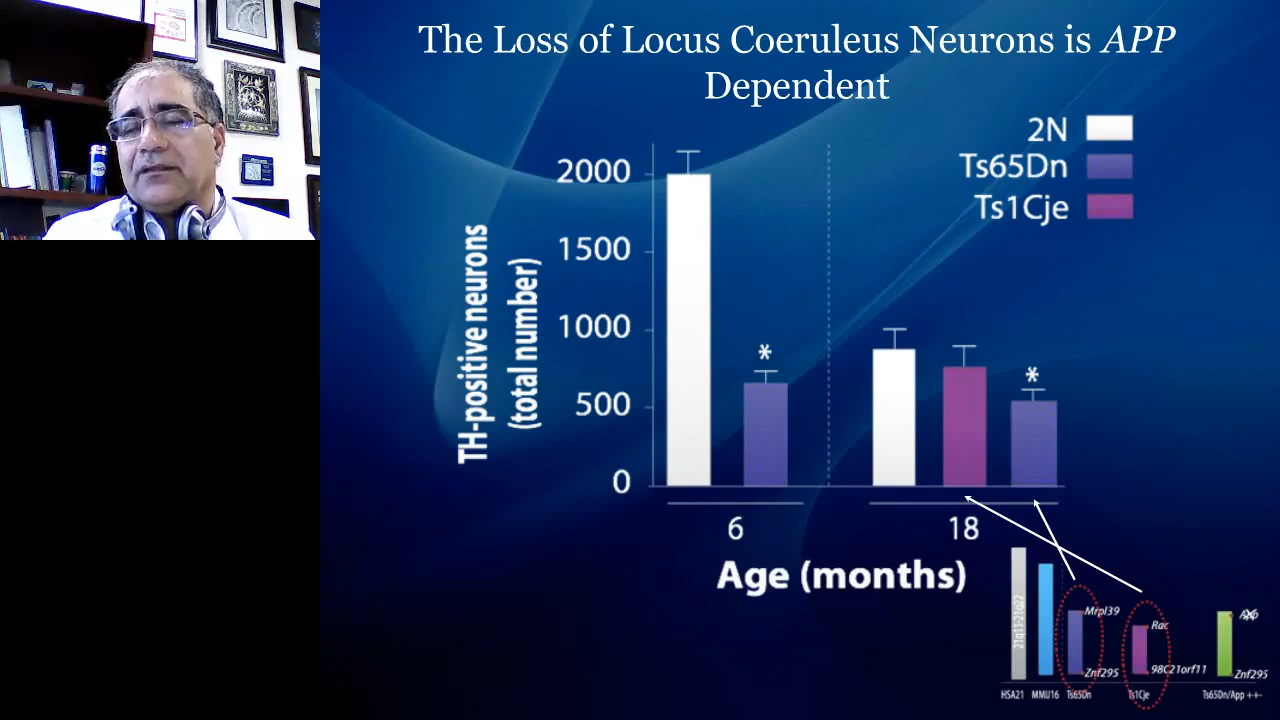 The Loss of Locus Coeruleus Neurons is APP
Dependent
2N
Ts65Dn
Ts1Cje
TH-positive neurons
(total number)
2000
1500
1000
500
0
*
*
6
18
Age (months)
Mrpl39
Znf295
98C21orf11
Znf295
HSA21
MMU16
Ts65Dn
Ts1Cje
Ts65Dn/App ++-